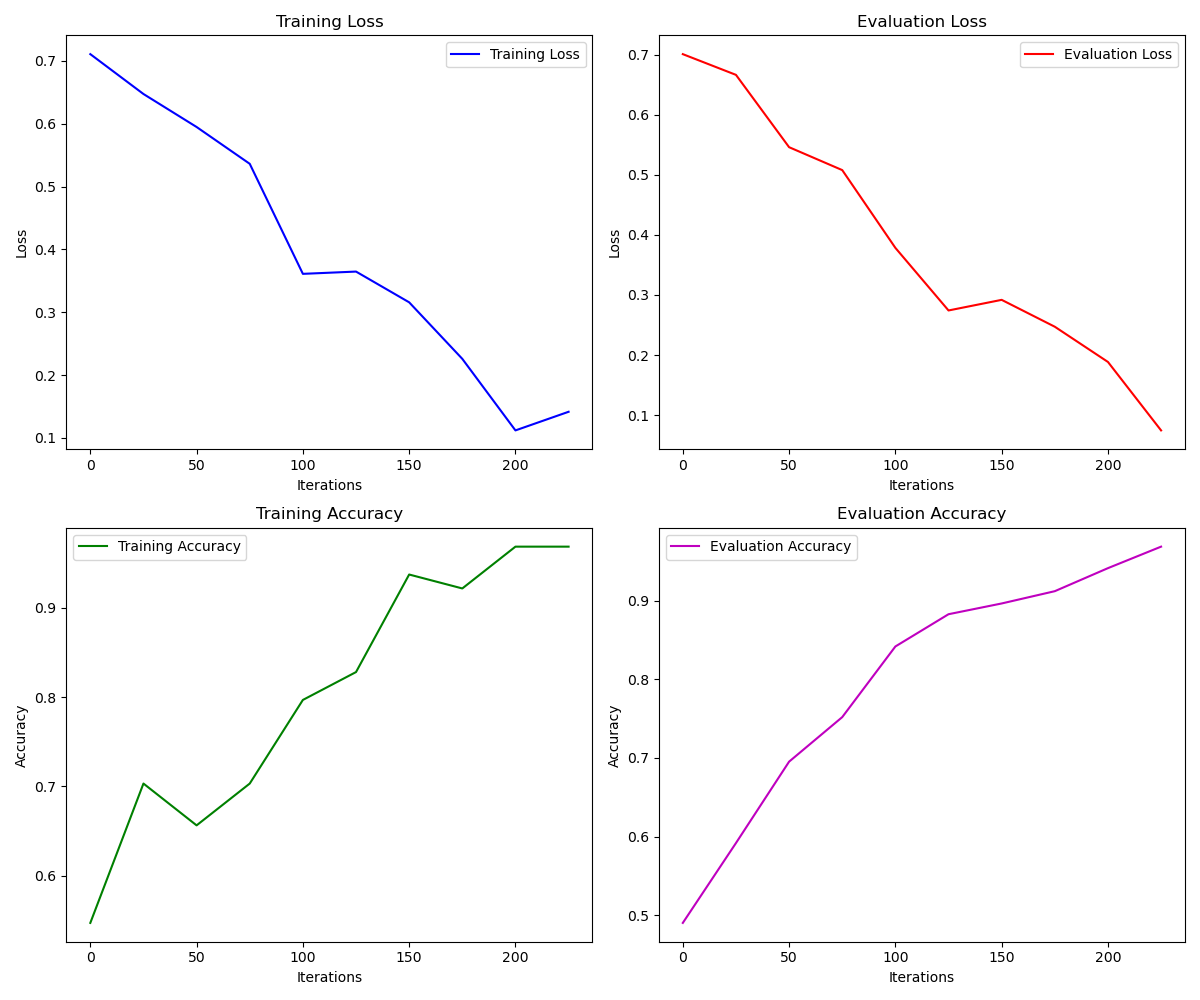 Training Loss
Training Loss
0.7
0.6
0.5
0.4
0.3
0.2
0.1
Loss
0 50 100 150 200
Iterations
Evaluation Loss
Evaluation Loss
0.7
0.6
0.5
0.4
0.3
0.2
0.1
Loss
0 50 100 150 200
Iterations
Training Accuracy
Training Accuracy
0.9
0.8
0.7
0.6
Accuracy
0 50 100 150 200
Iterations
Evaluation Accuracy
Evaluation Accuracy
0.9
0.8
0.7
0.6
0.5
Accuracy
0 50 100 150 200
Iterations